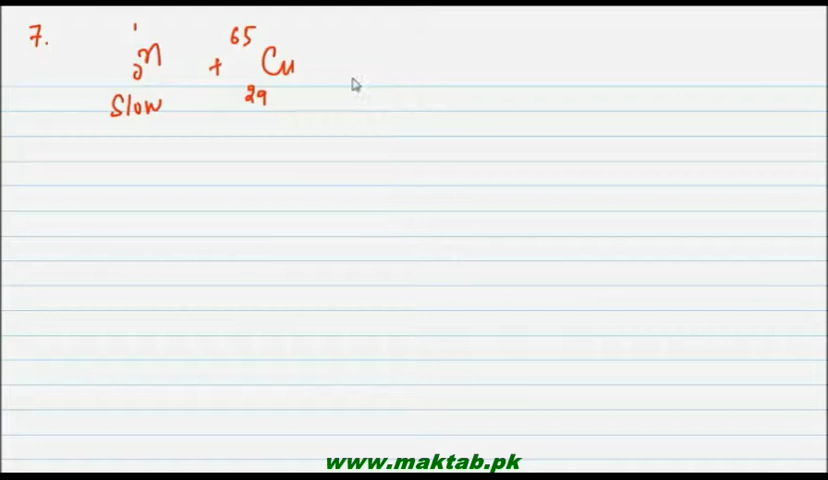 7. ¹₀n + ⁶⁵₂₉Cu
Slow
www.maktab.pk